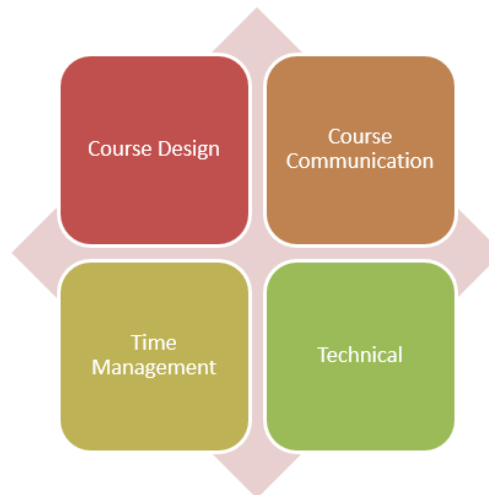 Course Design
Course
Communication
Time
Management
Technical